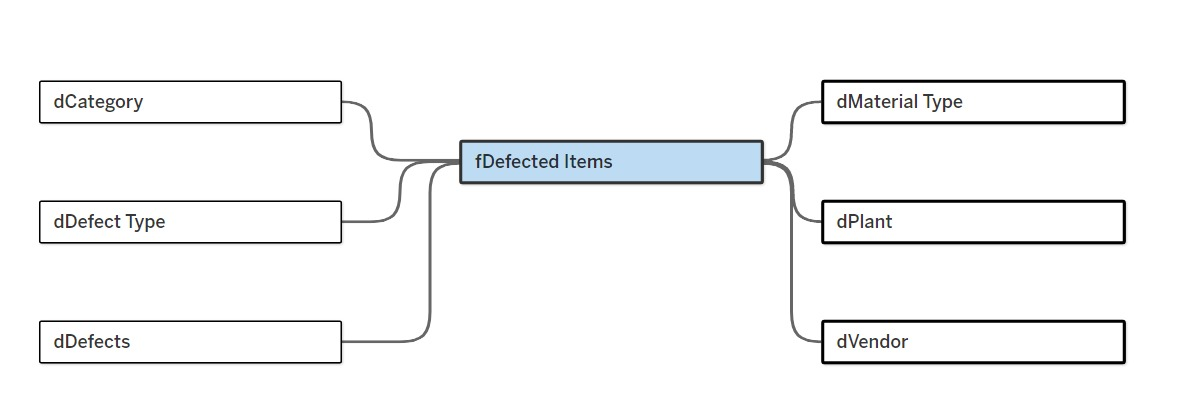 dCategory
dDefect Type
dDefects
fDefected Items
dMaterial Type
dPlant
dVendor